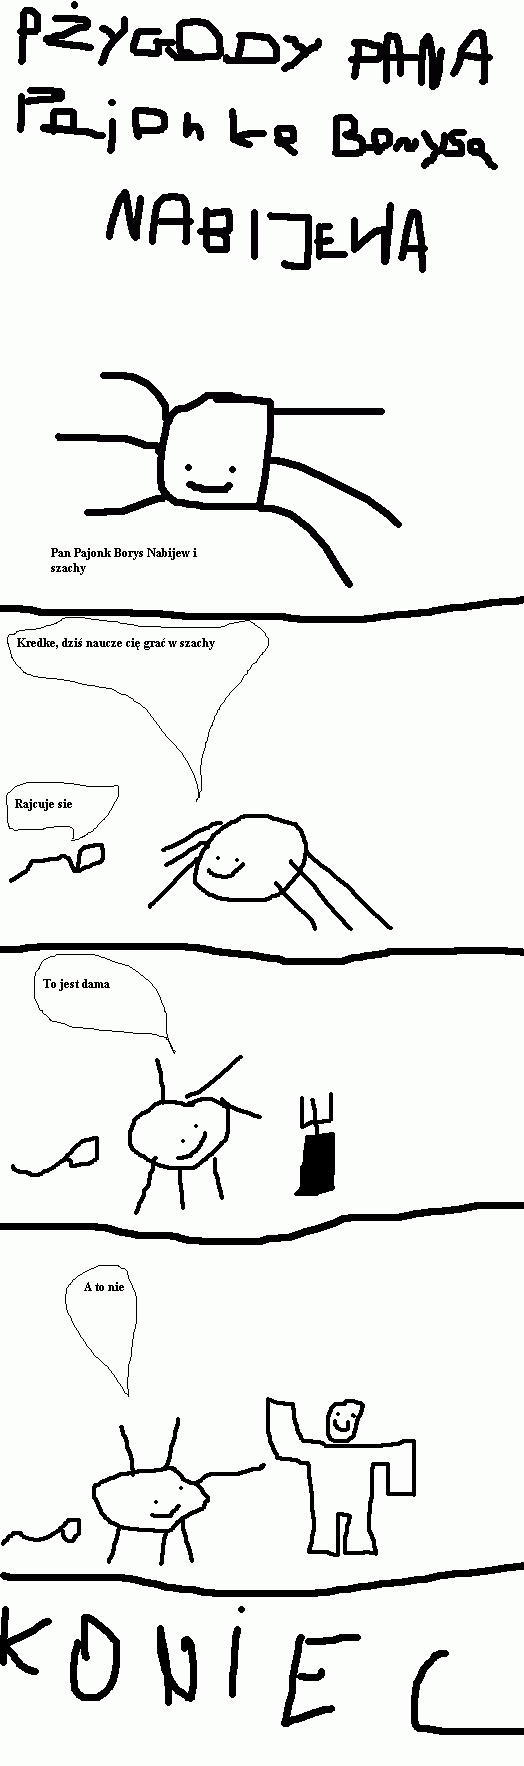 PŻYGODY PANA
PajOnka Borysa
NABIJEWA
Pan Pajonk Borys Nabijew i
szachy
Kredke, dziś naucze cię grać w szachy
Rajcuje sie
To jest dama
A to nie
KONiEC